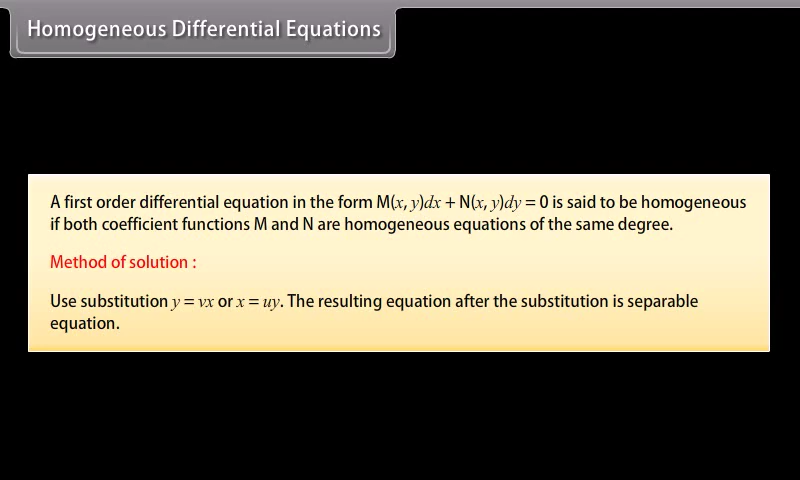 Homogeneous Differential Equations
A first order differential equation in the form M(x, y)dx + N(x, y)dy = 0 is said to be homogeneous
if both coefficient functions M and N are homogeneous equations of the same degree.
Method of solution :
Use substitution y = vx or x = uy. The resulting equation after the substitution is separable
equation.